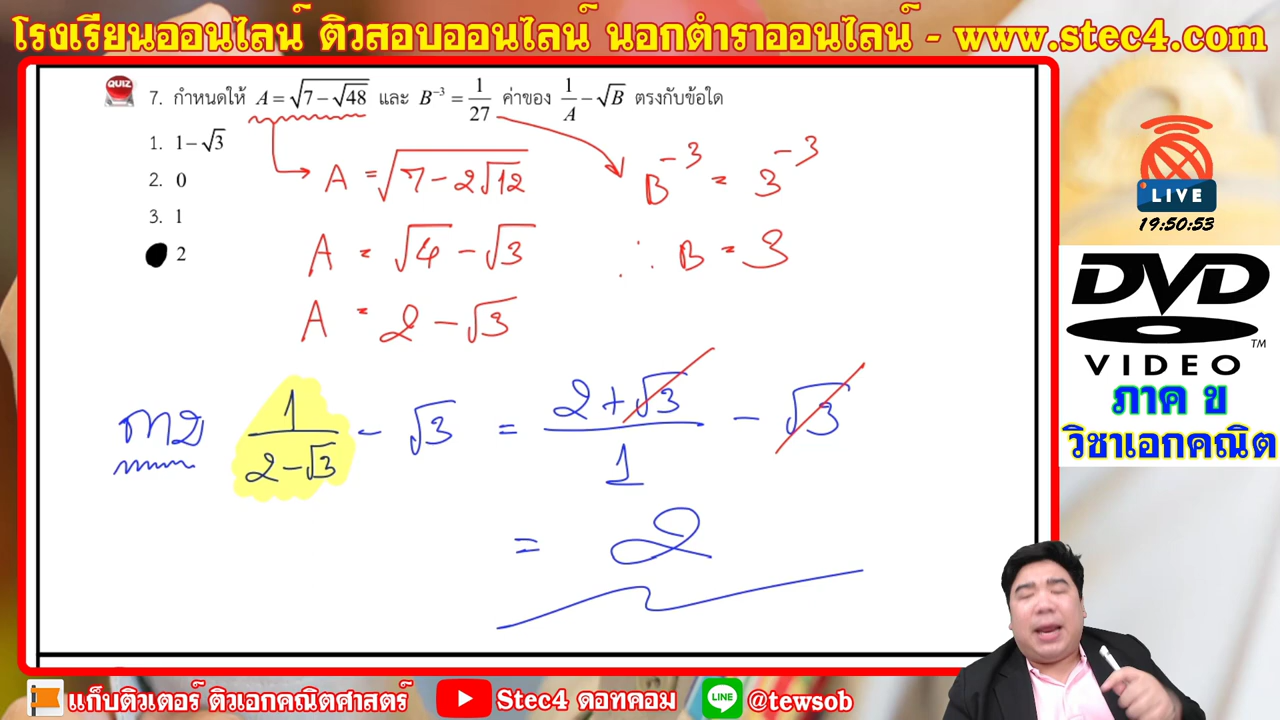 โรงเรียนออนไลน์ ติวสอบออนไลน์ นอกตำราออนไลน์ - www.stec4.com
QUIZ
7. กำหนดให้ A = √(7 − √48) และ B⁻³ = 1/27 ค่าของ 1/A − √B ตรงกับข้อใด
1. 1 − √3
2. 0
3. 1
2
A = √(7 − 2√12)
B⁻³ = 3⁻³
A = √4 − √3
∴ B = 3
A = 2 − √3
1/(2 − √3) − √3 = (2 + √3)/1 − √3
= 2
LIVE
19:50:53
DVD
TM
VIDEO
ภาค ข
วิชาเอกคณิต
แก๊บติวเตอร์ ติวเอกคณิตศาสตร์
Stec4 ดอทคอม
LINE
@tewsob